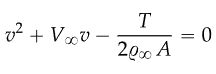 v² + V∞v − T / (2ϱ∞ A) = 0